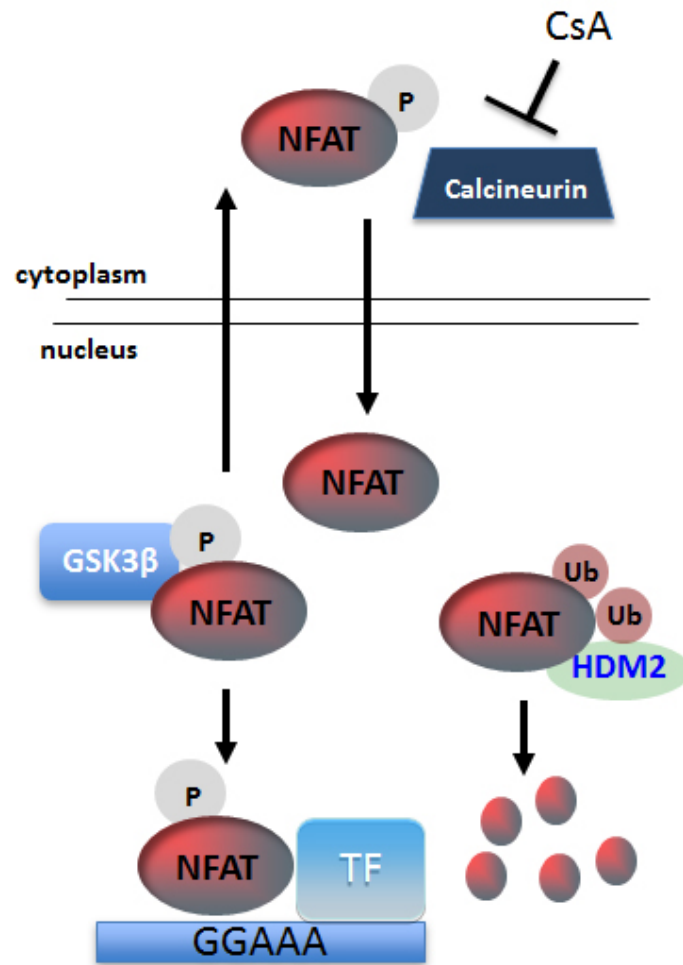 CsA
P
NFAT
Calcineurin
cytoplasm
nucleus
NFAT
P
GSK3β
NFAT
Ub
NFAT
Ub
HDM2
P
NFAT
TF
GGAAA